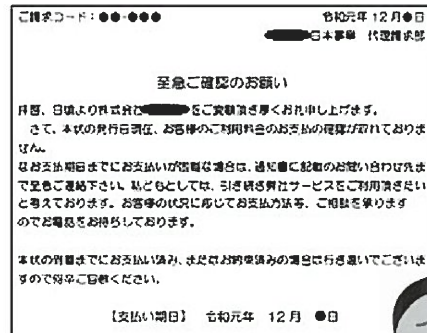 ご請求コード：●●-●●●
令和元年 12月●日
日本事単 代理請求部
至急ご確認のお願い
拝啓、日頃より株式会社をご愛顧頂き厚くお礼申し上げます。
さて、本状の発行日現在、お客様のご利用料金のお支払の確認が取れておりま
せん。
なお支払期日までにお支払いが困難な場合は、通知書に記載のお問い合わせ先ま
で至急ご連絡下さい。私どもとしては、引き続き弊社サービスをご利用頂きたい
と考えております。お客様の状況に応じてお支払方法等、ご相談を承ります
のでお電話をお待ちしております。
本状の到着までにお支払い済み、またはお約束済みの場合は行き違いでございま
すので何卒ご容赦ください。
【支払い期日】 令和元年 12月 ●日